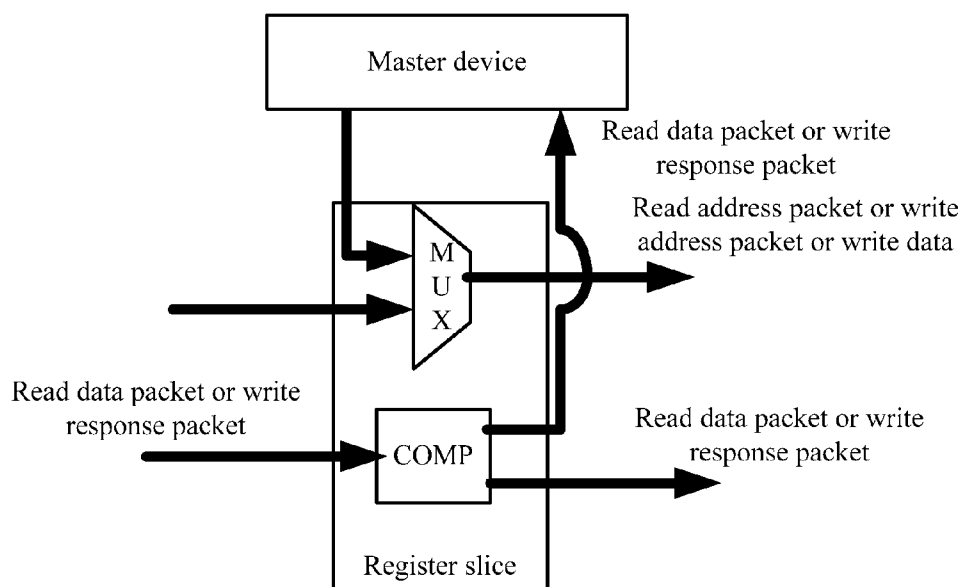 Master device
Read data packet or write
response packet
Read address packet or write
address packet or write data
M
U
X
Read data packet or write
response packet
COMP
Read data packet or write
response packet
Register slice